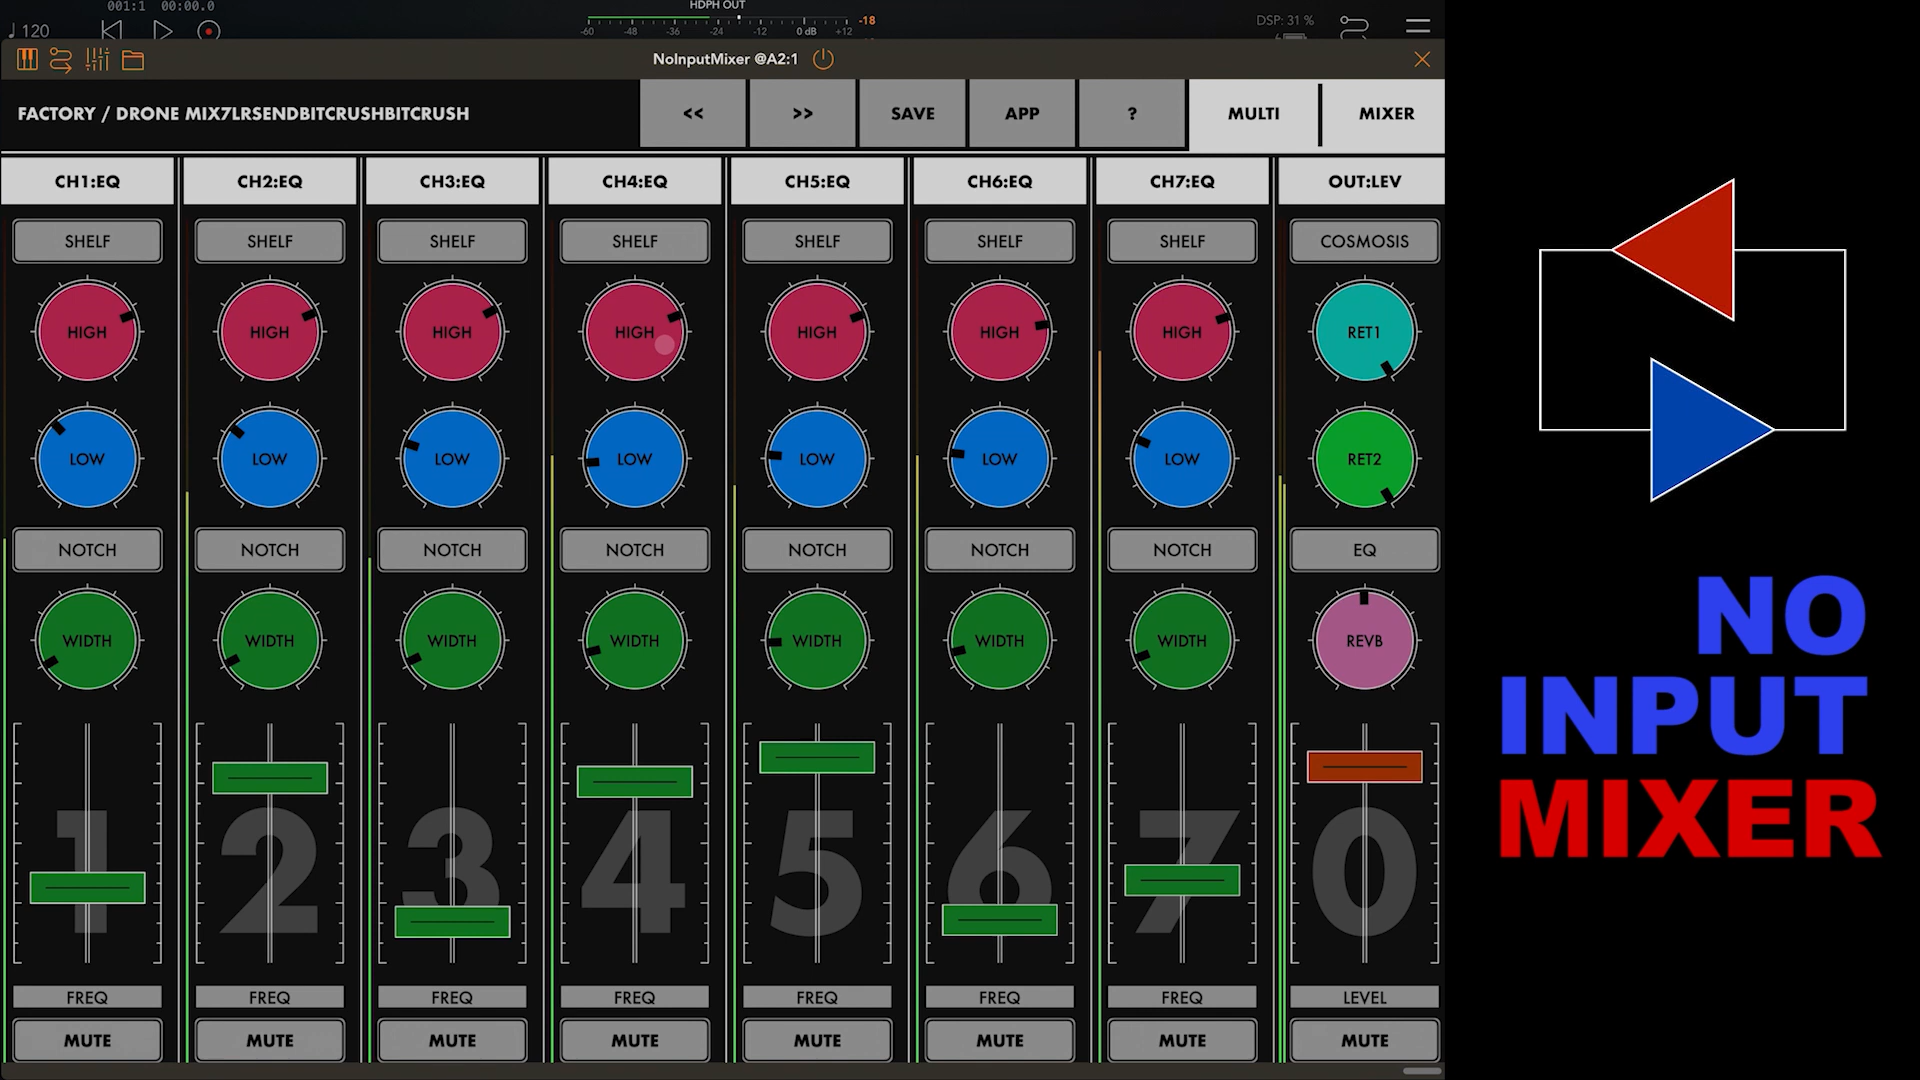 001:1 00:00.0
HDPH OUT
120
-60 -48 -36 -24 -12 0 dB +12
-18
DSP: 31 %
NoInputMixer @A2:1
FACTORY / DRONE MIX7LRSENDBITCRUSHBITCRUSH
<< >> SAVE APP ? MULTI MIXER
CH1:EQ CH2:EQ CH3:EQ CH4:EQ CH5:EQ CH6:EQ CH7:EQ OUT:LEV
SHELF SHELF SHELF SHELF SHELF SHELF SHELF COSMOSIS
HIGH HIGH HIGH HIGH HIGH HIGH HIGH RET1
LOW LOW LOW LOW LOW LOW LOW RET2
NOTCH NOTCH NOTCH NOTCH NOTCH NOTCH NOTCH EQ
WIDTH WIDTH WIDTH WIDTH WIDTH WIDTH WIDTH REVB
1 2 3 4 5 6 7 0
FREQ FREQ FREQ FREQ FREQ FREQ FREQ LEVEL
MUTE MUTE MUTE MUTE MUTE MUTE MUTE MUTE
NO
INPUT
MIXER